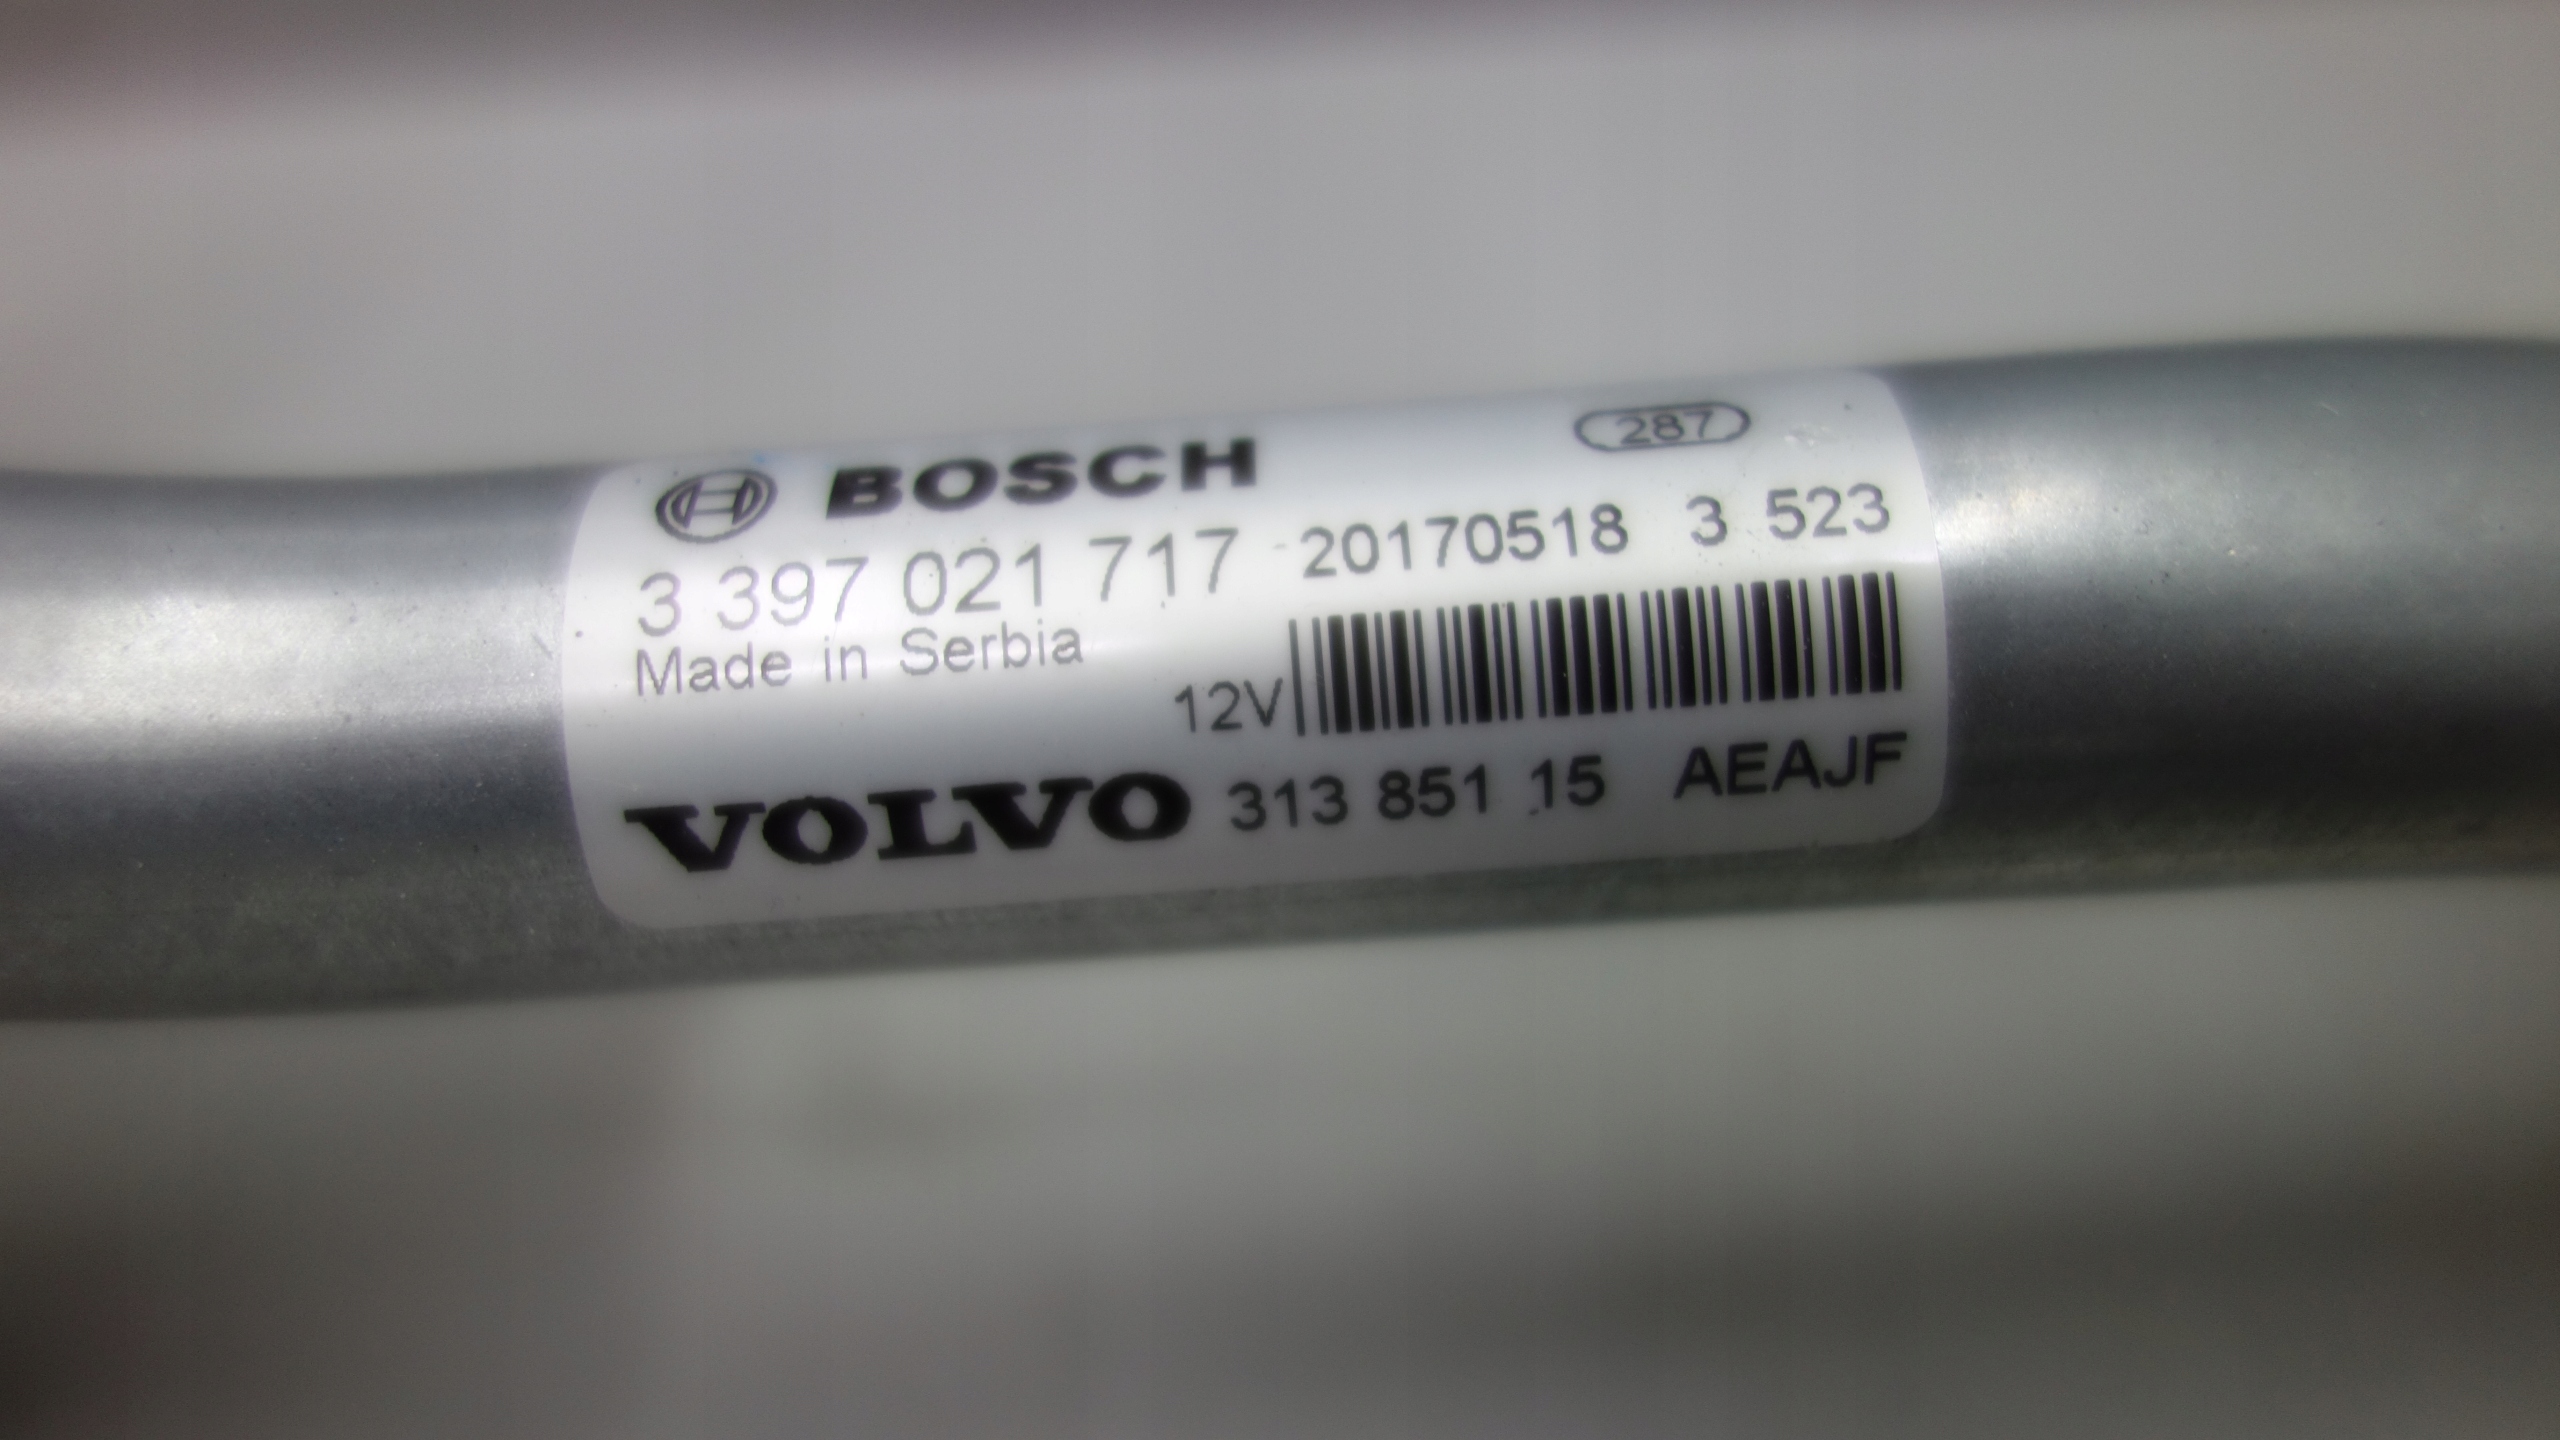 BOSCH 287
3 397 021 717 20170518 3 523
Made in Serbia
12V
VOLVO 313 851 15 AEAJF